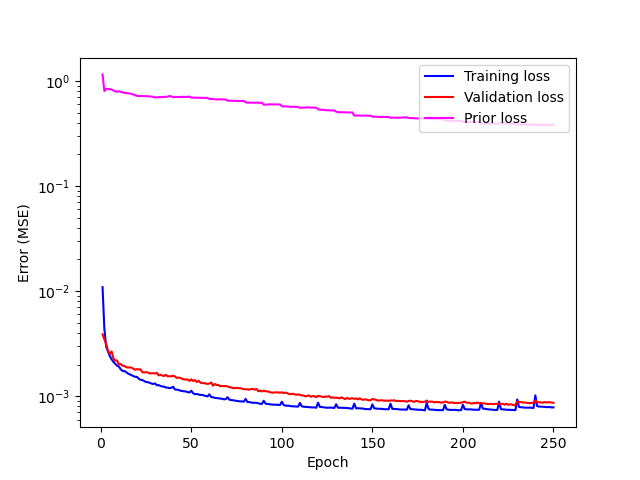 Training loss
Validation loss
Prior loss
Error (MSE)
10⁰
10⁻¹
10⁻²
10⁻³
0 50 100 150 200 250
Epoch